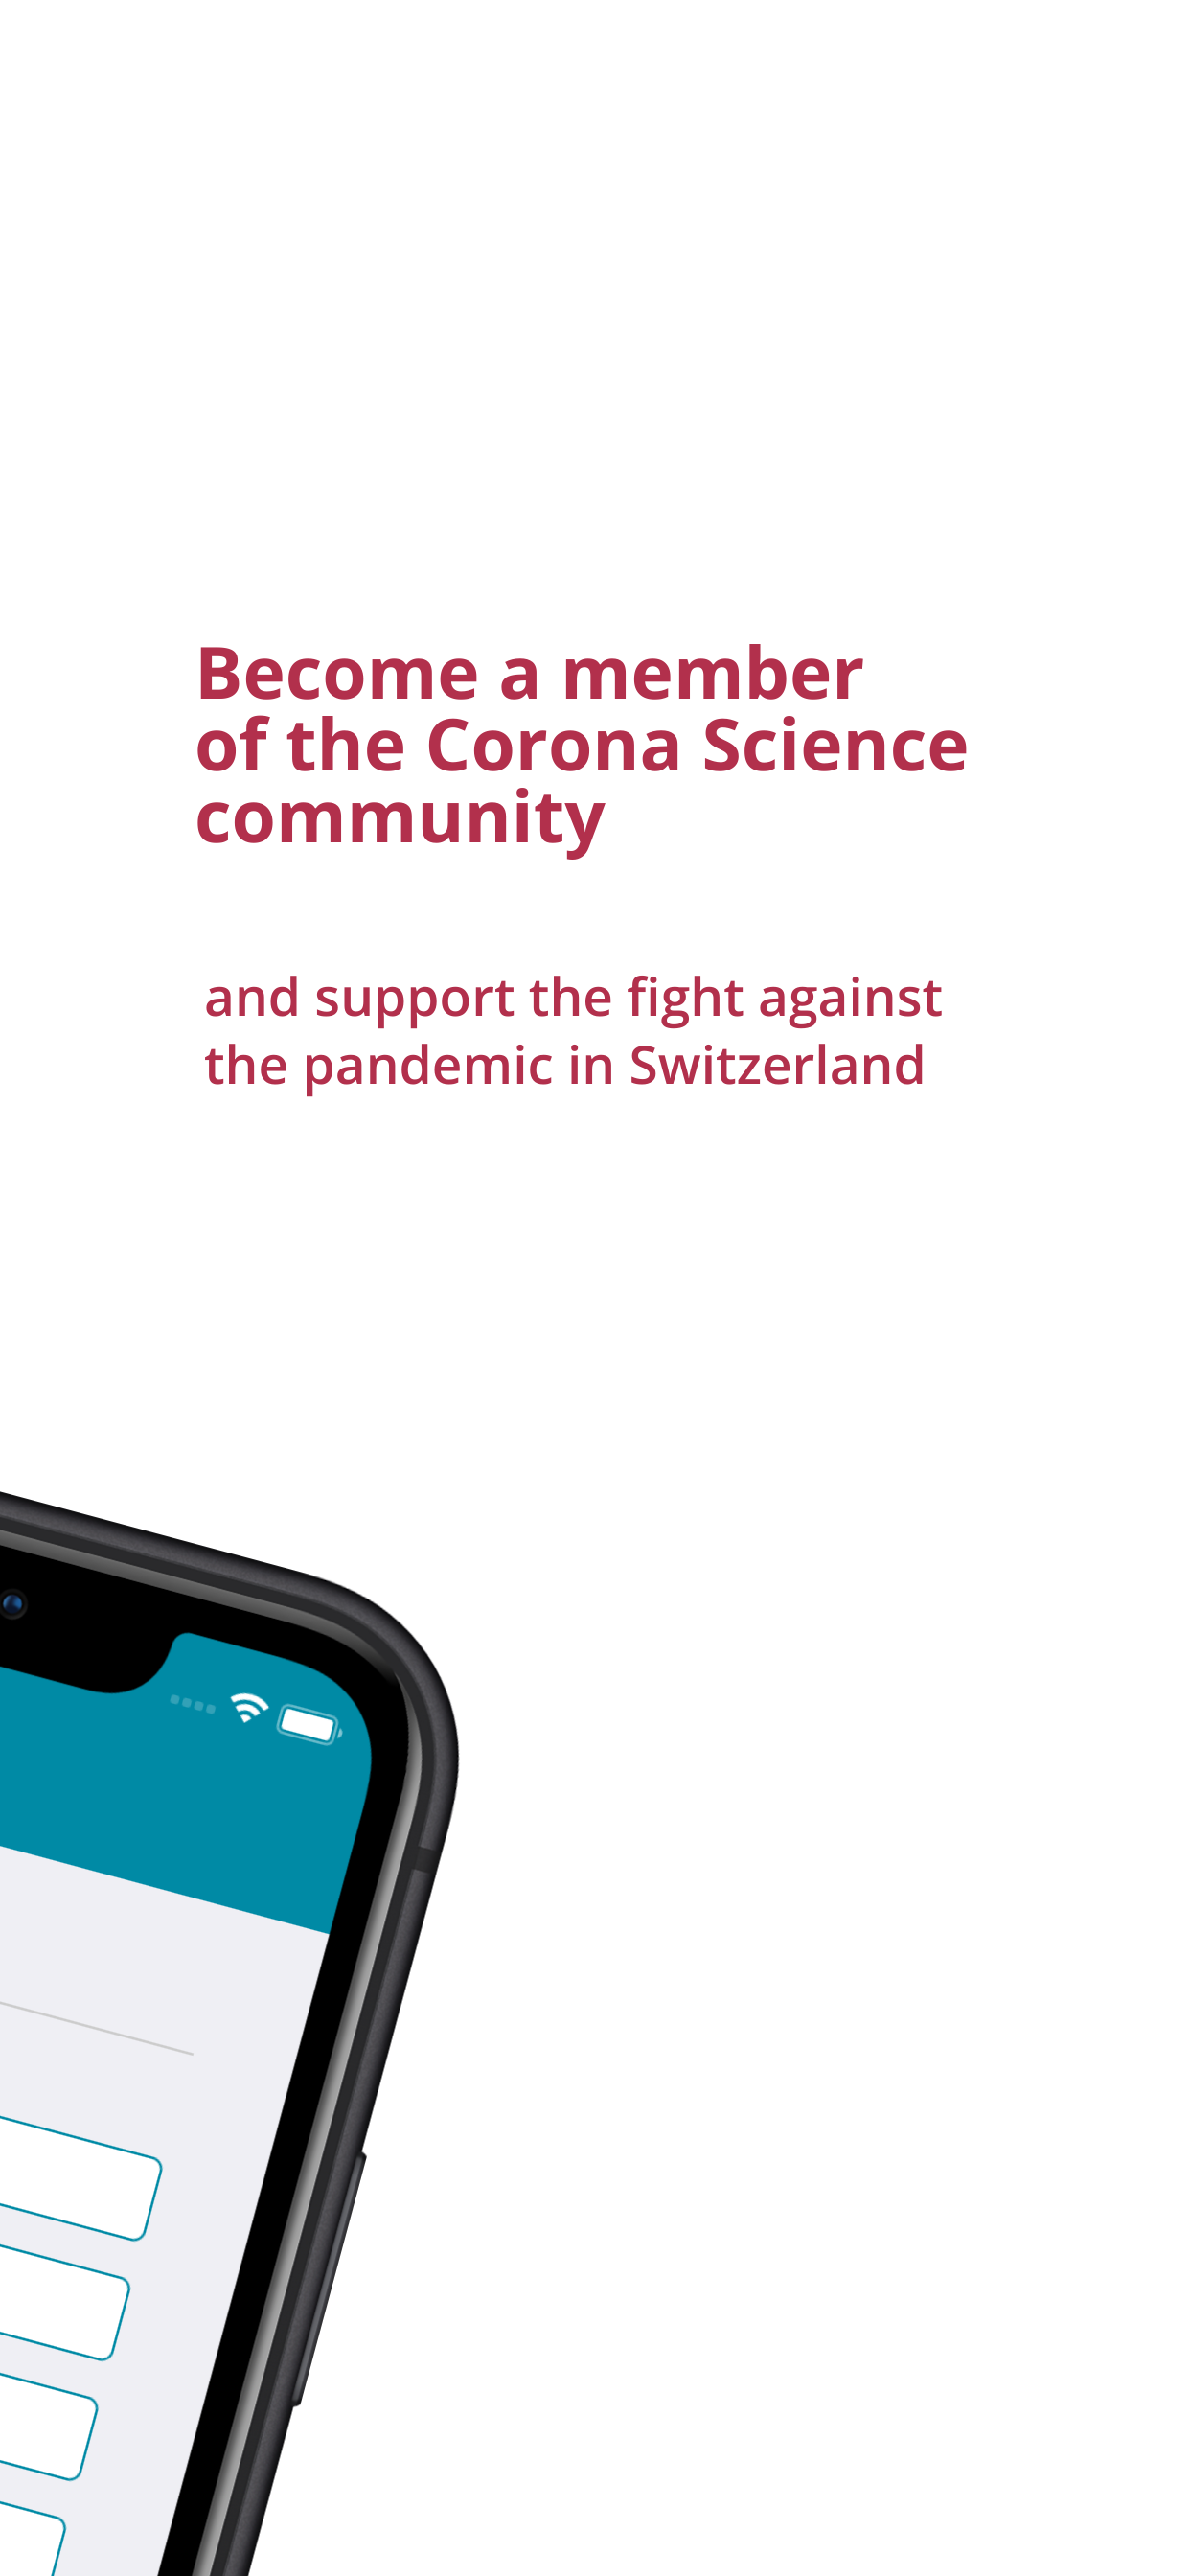 Become a member
of the Corona Science
community
and support the fight against
the pandemic in Switzerland